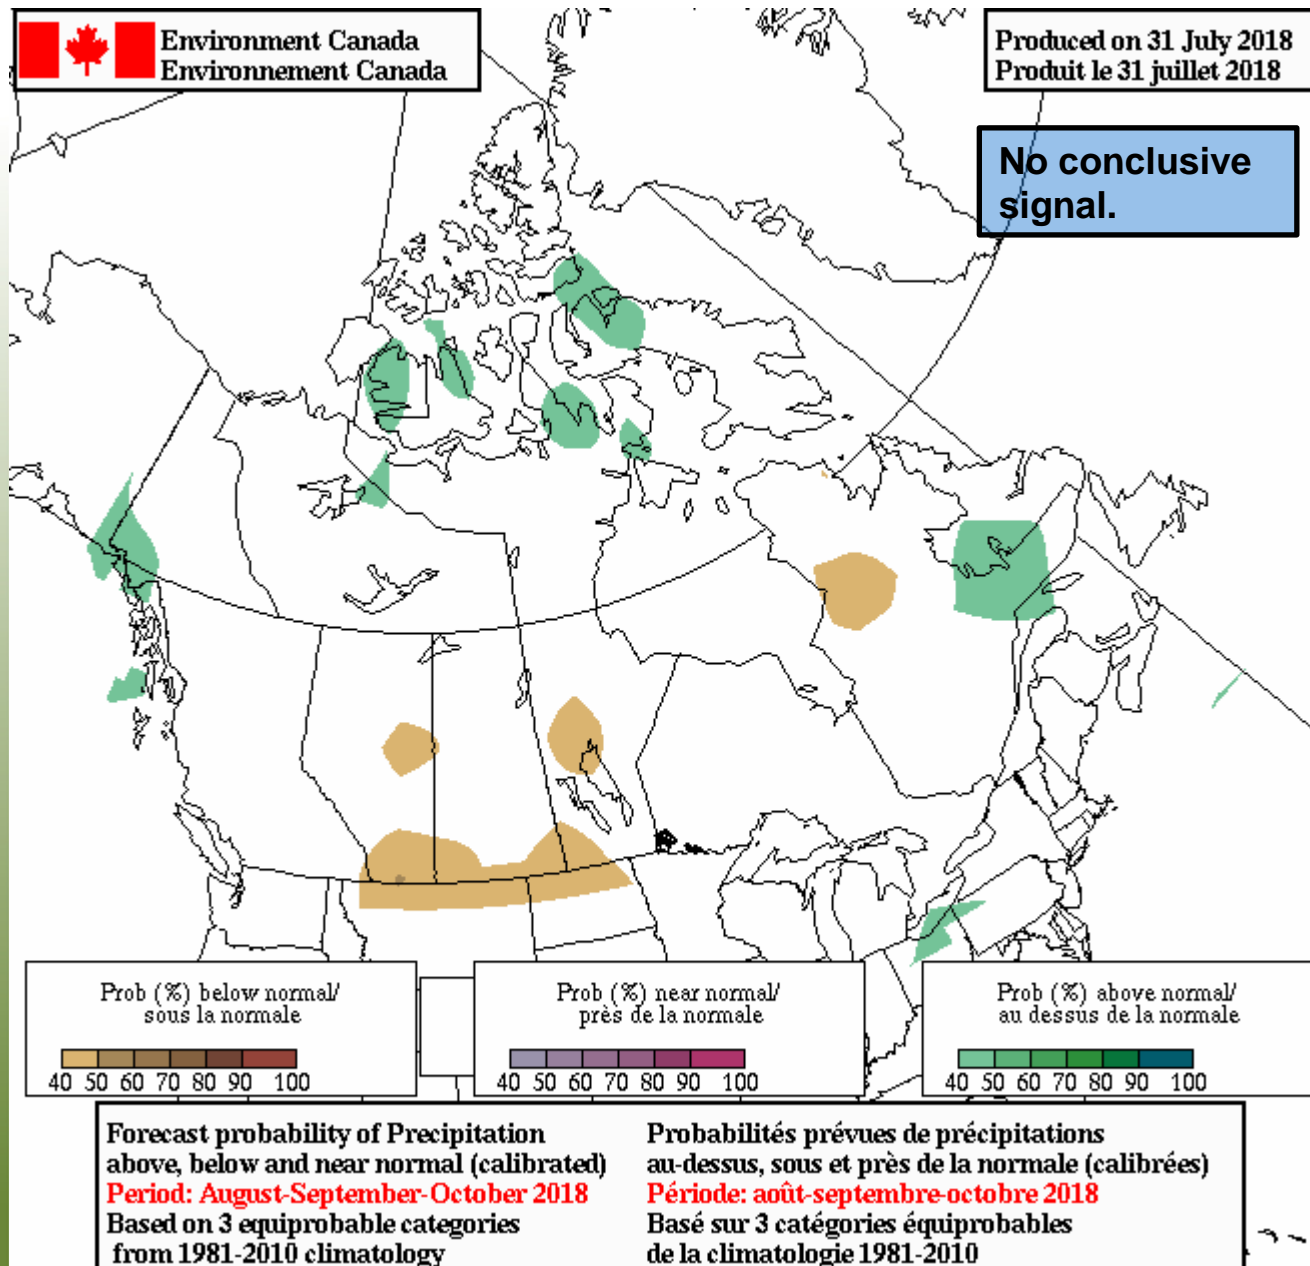 Environment Canada
Environnement Canada
Produced on 31 July 2018
Produit le 31 juillet 2018
No conclusive
signal.
Prob (%) below normal/
sous la normale
40 50 60 70 80 90 100
Prob (%) near normal/
près de la normale
40 50 60 70 80 90 100
Prob (%) above normal/
au dessus de la normale
40 50 60 70 80 90 100
Forecast probability of Precipitation
above, below and near normal (calibrated)
Period: August-September-October 2018
Based on 3 equiprobable categories
from 1981-2010 climatology
Probabilités prévues de précipitations
au-dessus, sous et près de la normale (calibrées)
Période: août-septembre-octobre 2018
Basé sur 3 catégories équiprobables
de la climatologie 1981-2010